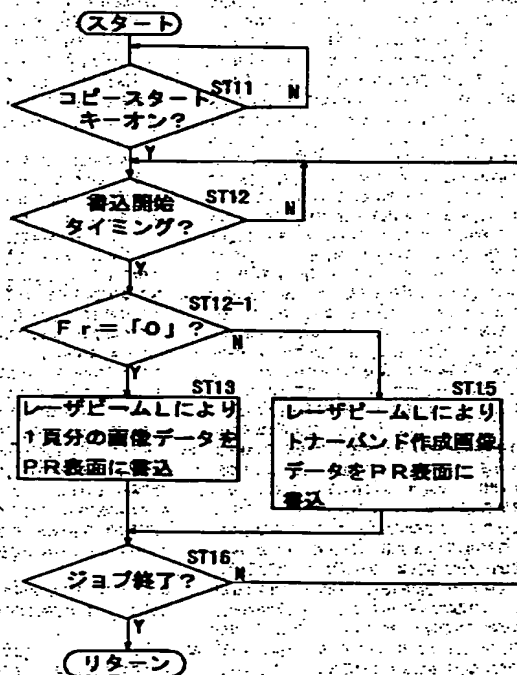 スタート
ST11
コピースタート
キーオン?
N
Y
ST12
書込開始
タイミング?
N
Y
ST12-1
Fr=「0」?
N
Y
ST13
レーザビームLにより
1頁分の画像データを
PR表面に書込
ST15
レーザビームLにより
トナーバンド作成画像
データをPR表面に
書込
ST16
ジョブ終了?
N
Y
リターン